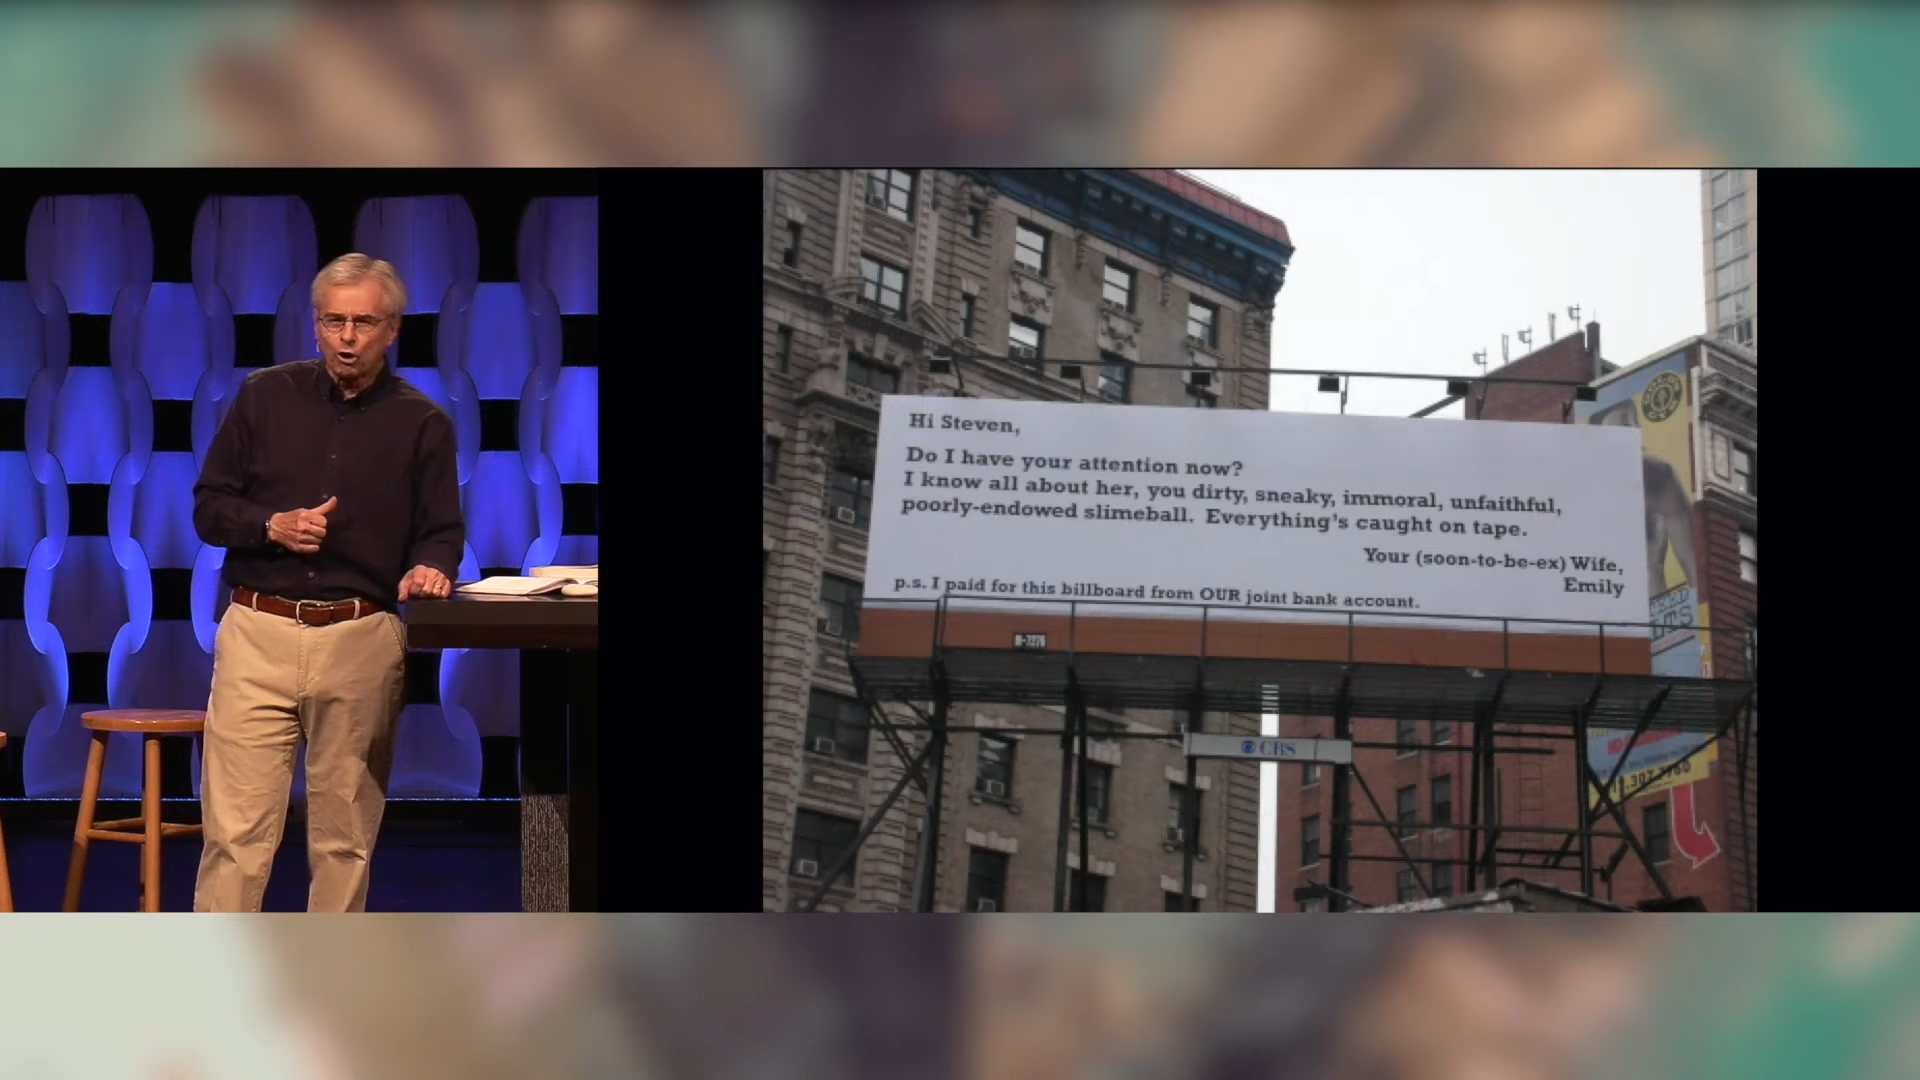 Hi Steven,
Do I have your attention now?
I know all about her, you dirty, sneaky, immoral, unfaithful,
poorly-endowed slimeball. Everything's caught on tape.
Your (soon-to-be-ex) Wife,
Emily
p.s. I paid for this billboard from OUR joint bank account.
CBS
GOLD'S GYM